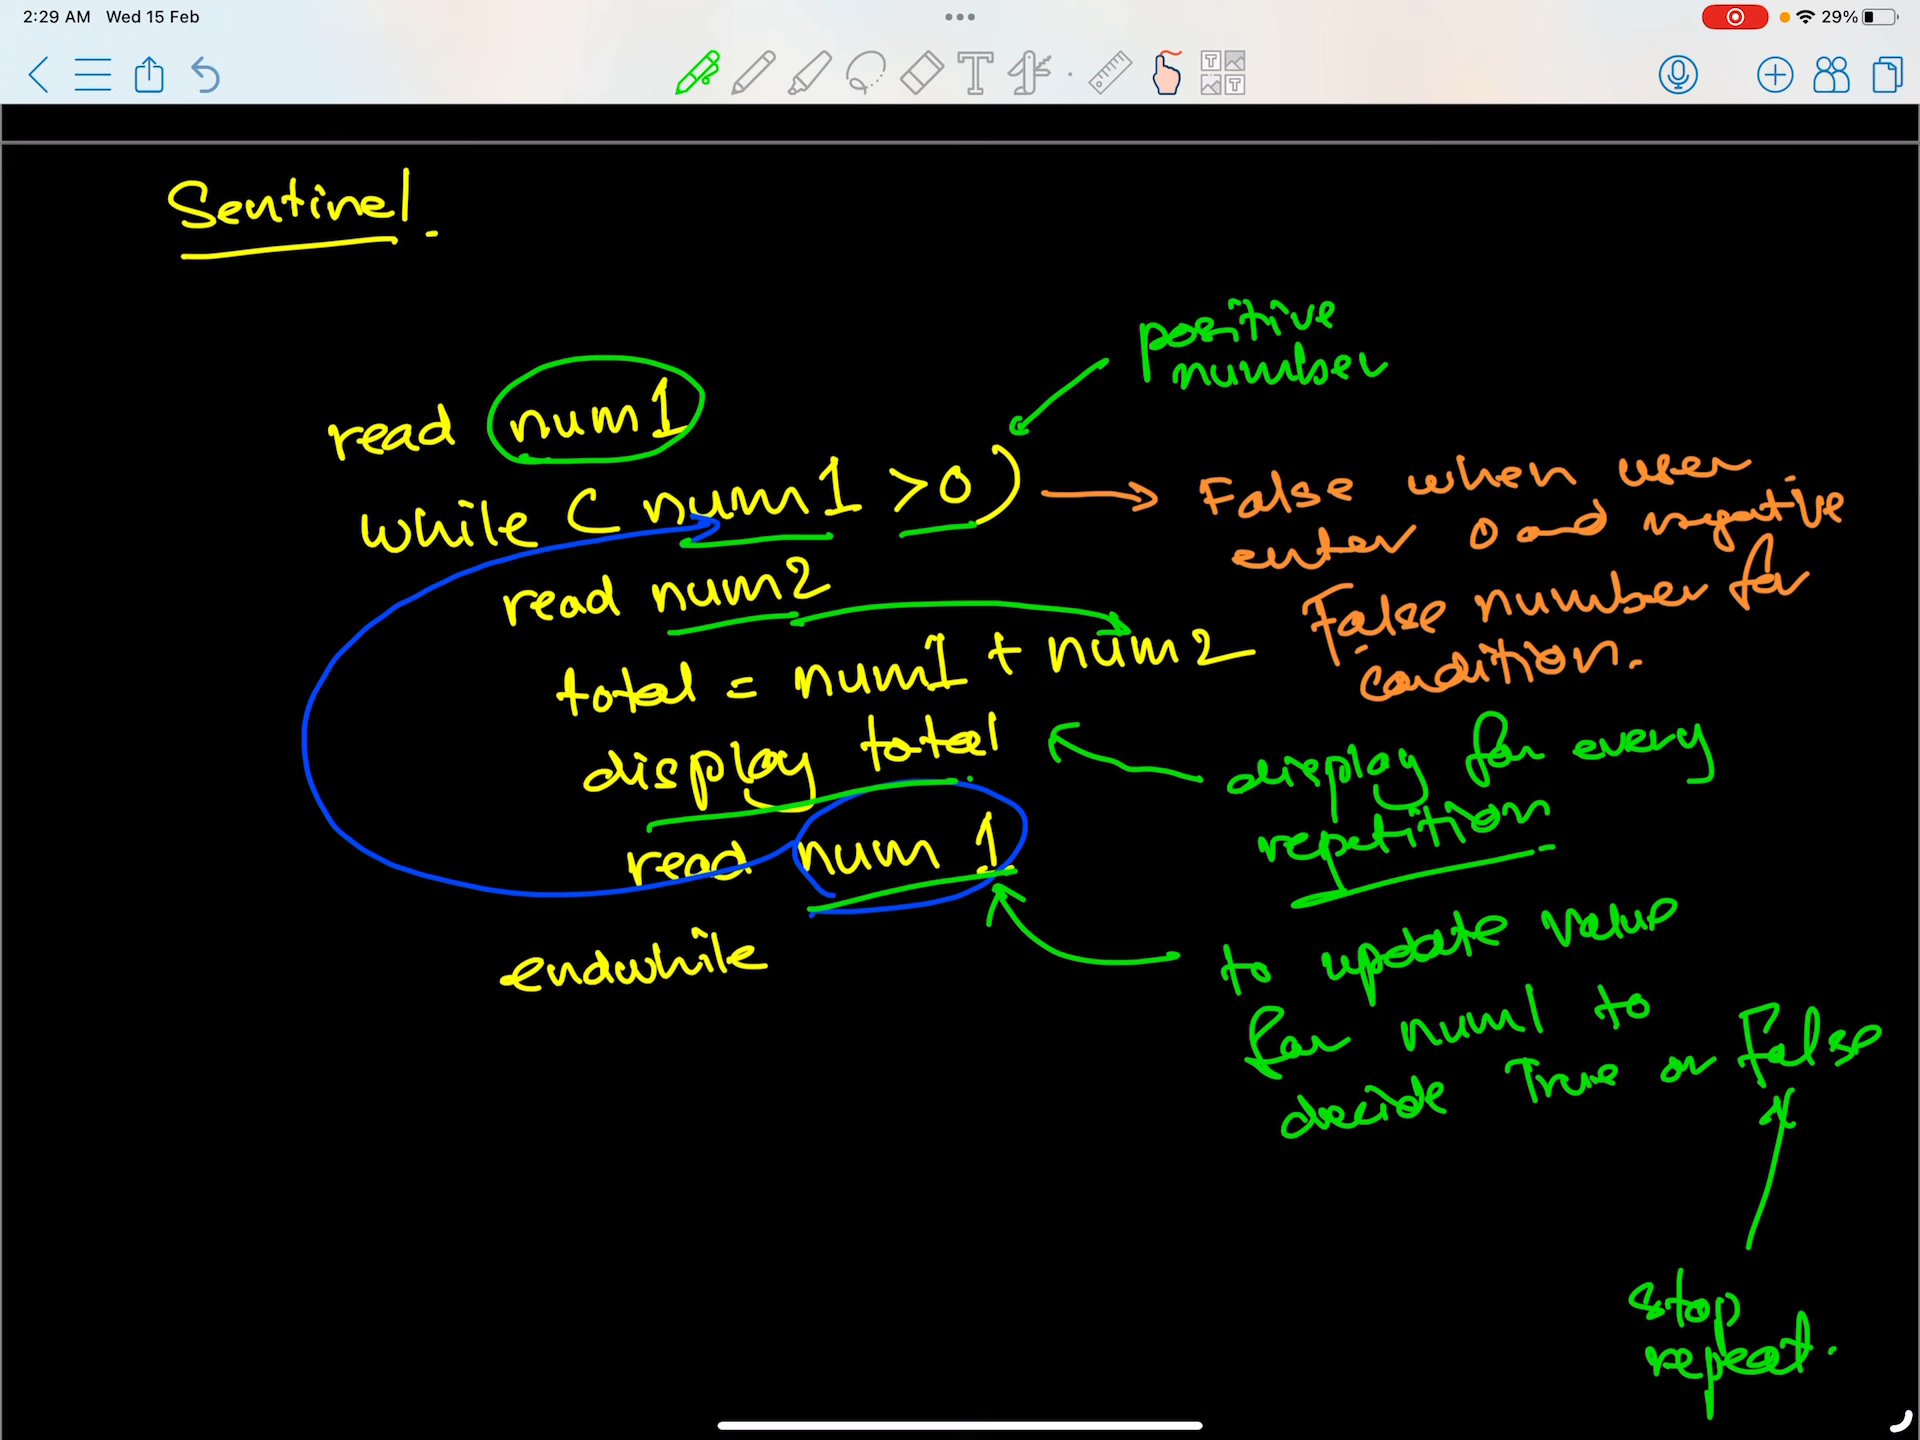 2:29 AM Wed 15 Feb
29%
Sentinel.
positive
number
read num1
while (num1 >0)
False when user
enter 0 and negative
False number for
condition.
read num2
total = num1 + num2
display total
display for every
repetition
read num 1
to update value
for num1 to
decide True or False
endwhile
stop
repeat.